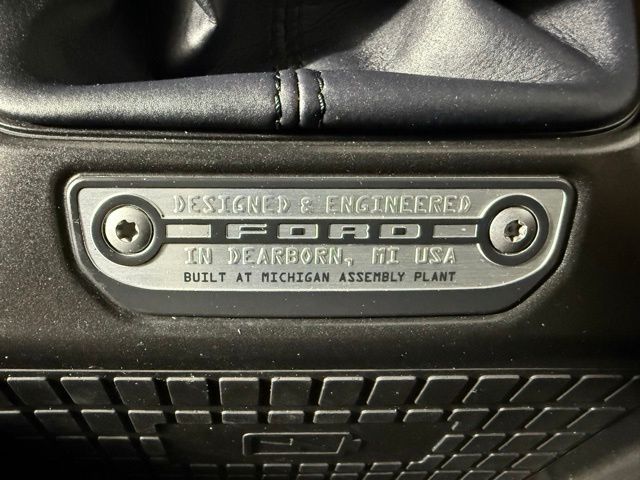 DESIGNED & ENGINEERED
FORD
IN DEARBORN, MI USA
BUILT AT MICHIGAN ASSEMBLY PLANT